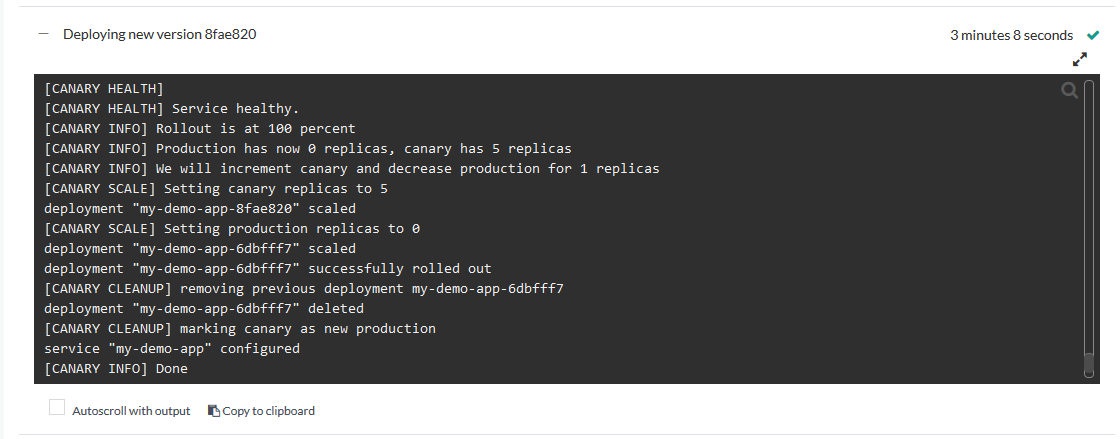 Deploying new version 8fae820
3 minutes 8 seconds
[CANARY HEALTH]
[CANARY HEALTH] Service healthy.
[CANARY INFO] Rollout is at 100 percent
[CANARY INFO] Production has now 0 replicas, canary has 5 replicas
[CANARY INFO] We will increment canary and decrease production for 1 replicas
[CANARY SCALE] Setting canary replicas to 5
deployment "my-demo-app-8fae820" scaled
[CANARY SCALE] Setting production replicas to 0
deployment "my-demo-app-6dbfff7" scaled
deployment "my-demo-app-6dbfff7" successfully rolled out
[CANARY CLEANUP] removing previous deployment my-demo-app-6dbfff7
deployment "my-demo-app-6dbfff7" deleted
[CANARY CLEANUP] marking canary as new production
service "my-demo-app" configured
[CANARY INFO] Done
Autoscroll with output
Copy to clipboard